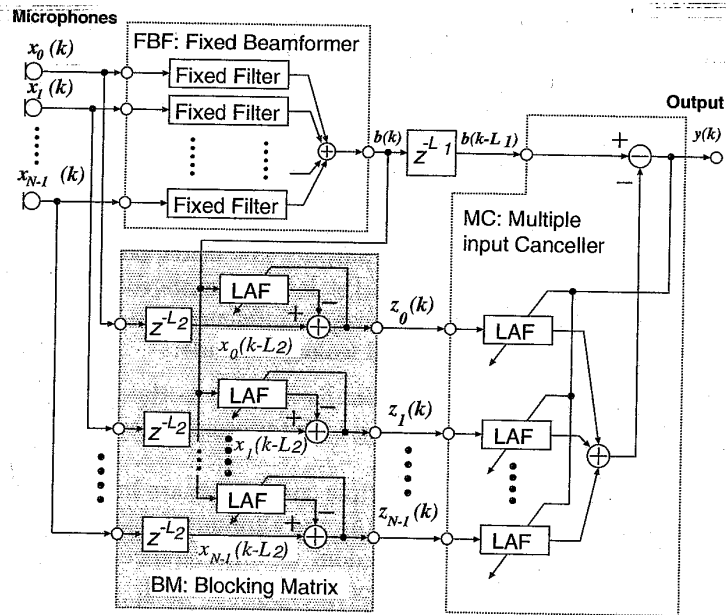 Microphones
x0(k)
x1(k)
xN-1(k)
FBF: Fixed Beamformer
Fixed Filter
Fixed Filter
Fixed Filter
b(k)
z-L1
b(k-L1)
Output
+
−
y(k)
−
MC: Multiple
input Canceller
LAF
−
+
z-L2
x0(k-L2)
z0(k)
LAF
LAF
−
+
z-L2
x1(k-L2)
z1(k)
LAF
LAF
−
+
z-L2
xN-1(k-L2)
zN-1(k)
LAF
BM: Blocking Matrix